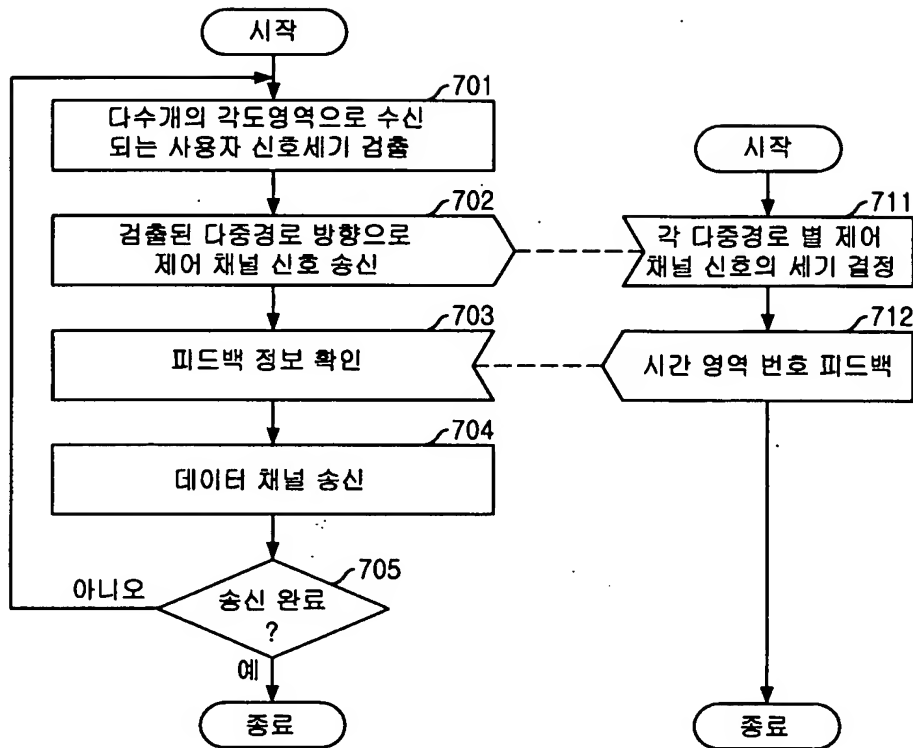 시작
701
다수개의 각도영역으로 수신
되는 사용자 신호세기 검출
702
검출된 다중경로 방향으로
제어 채널 신호 송신
703
피드백 정보 확인
704
데이터 채널 송신
705
송신 완료
?
아니오
예
종료
시작
711
각 다중경로 별 제어
채널 신호의 세기 결정
712
시간 영역 번호 피드백
종료